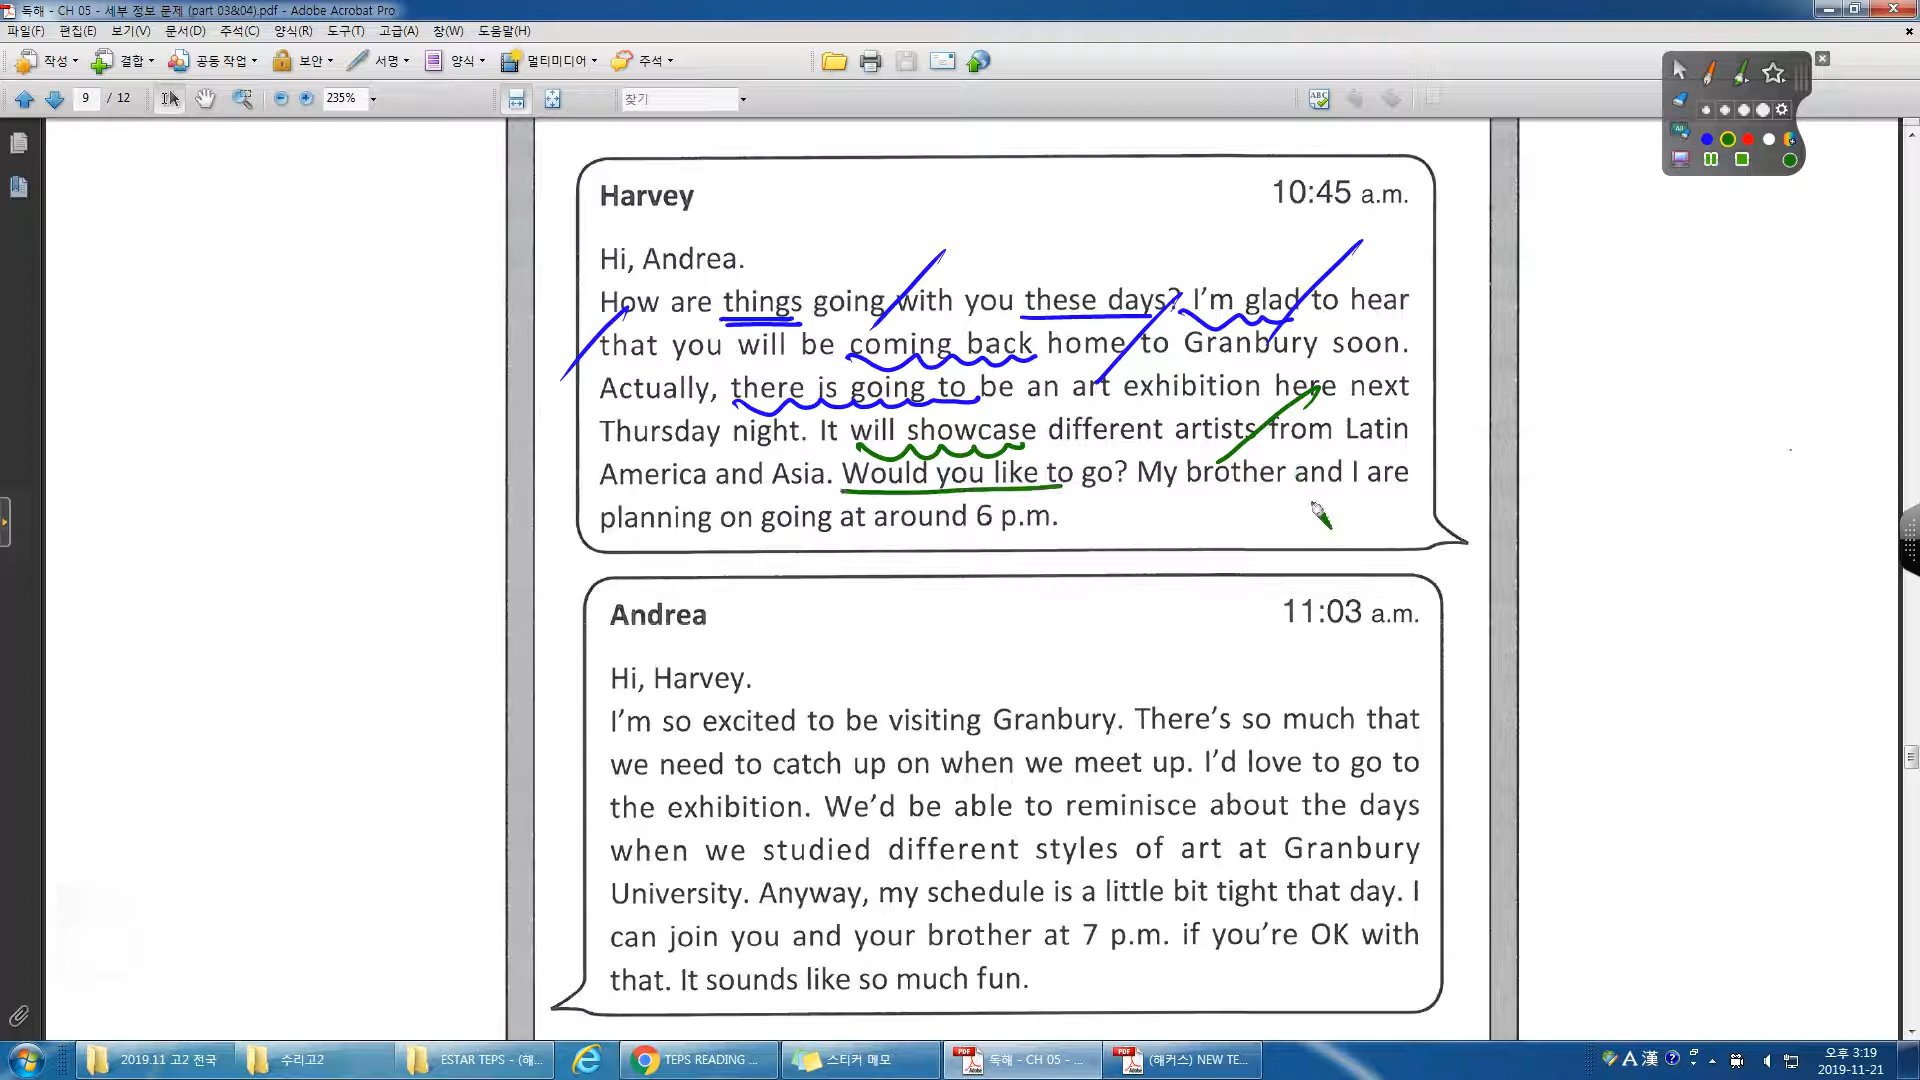 독해 - CH 05 - 세부 정보 문제 (part 03&04).pdf - Adobe Acrobat Pro
파일(F) 편집(E) 보기(V) 문서(D) 주석(C) 양식(R) 도구(T) 고급(A) 창(W) 도움말(H)
작성 결합 공동 작업 보안 서명 양식 멀티미디어 주석
9 / 12 235% 찾기
Harvey 10:45 a.m.
Hi, Andrea.
How are things going with you these days? I'm glad to hear
that you will be coming back home to Granbury soon.
Actually, there is going to be an art exhibition here next
Thursday night. It will showcase different artists from Latin
America and Asia. Would you like to go? My brother and I are
planning on going at around 6 p.m.
Andrea 11:03 a.m.
Hi, Harvey.
I'm so excited to be visiting Granbury. There's so much that
we need to catch up on when we meet up. I'd love to go to
the exhibition. We'd be able to reminisce about the days
when we studied different styles of art at Granbury
University. Anyway, my schedule is a little bit tight that day. I
can join you and your brother at 7 p.m. if you're OK with
that. It sounds like so much fun.
2019.11 고2 전국 수리고2 ESTAR TEPS - (해... TEPS READING ... 스티커 메모 독해 - CH 05 - ... (해커스) NEW TE... A 漢 오후 3:19
2019-11-21